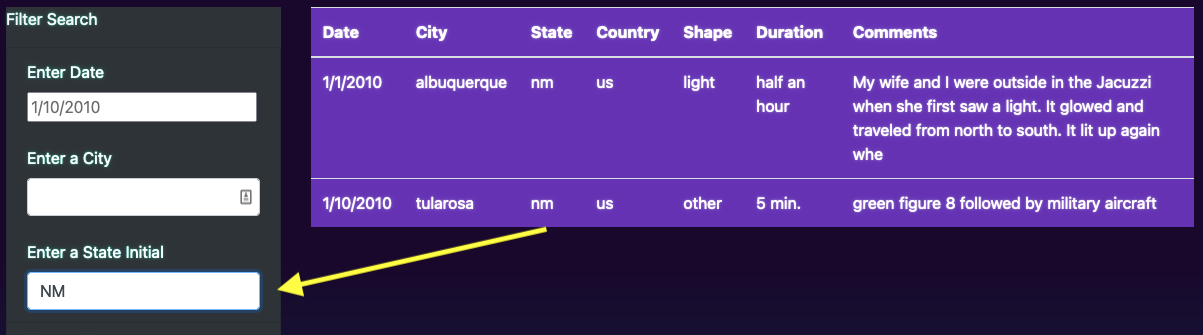 Filter Search
Enter Date
1/10/2010
Enter a City
Enter a State Initial
NM
Date City State Country Shape Duration Comments
1/1/2010 albuquerque nm us light half an My wife and I were outside in the Jacuzzi
hour when she first saw a light. It glowed and
traveled from north to south. It lit up again
whe
1/10/2010 tularosa nm us other 5 min. green figure 8 followed by military aircraft